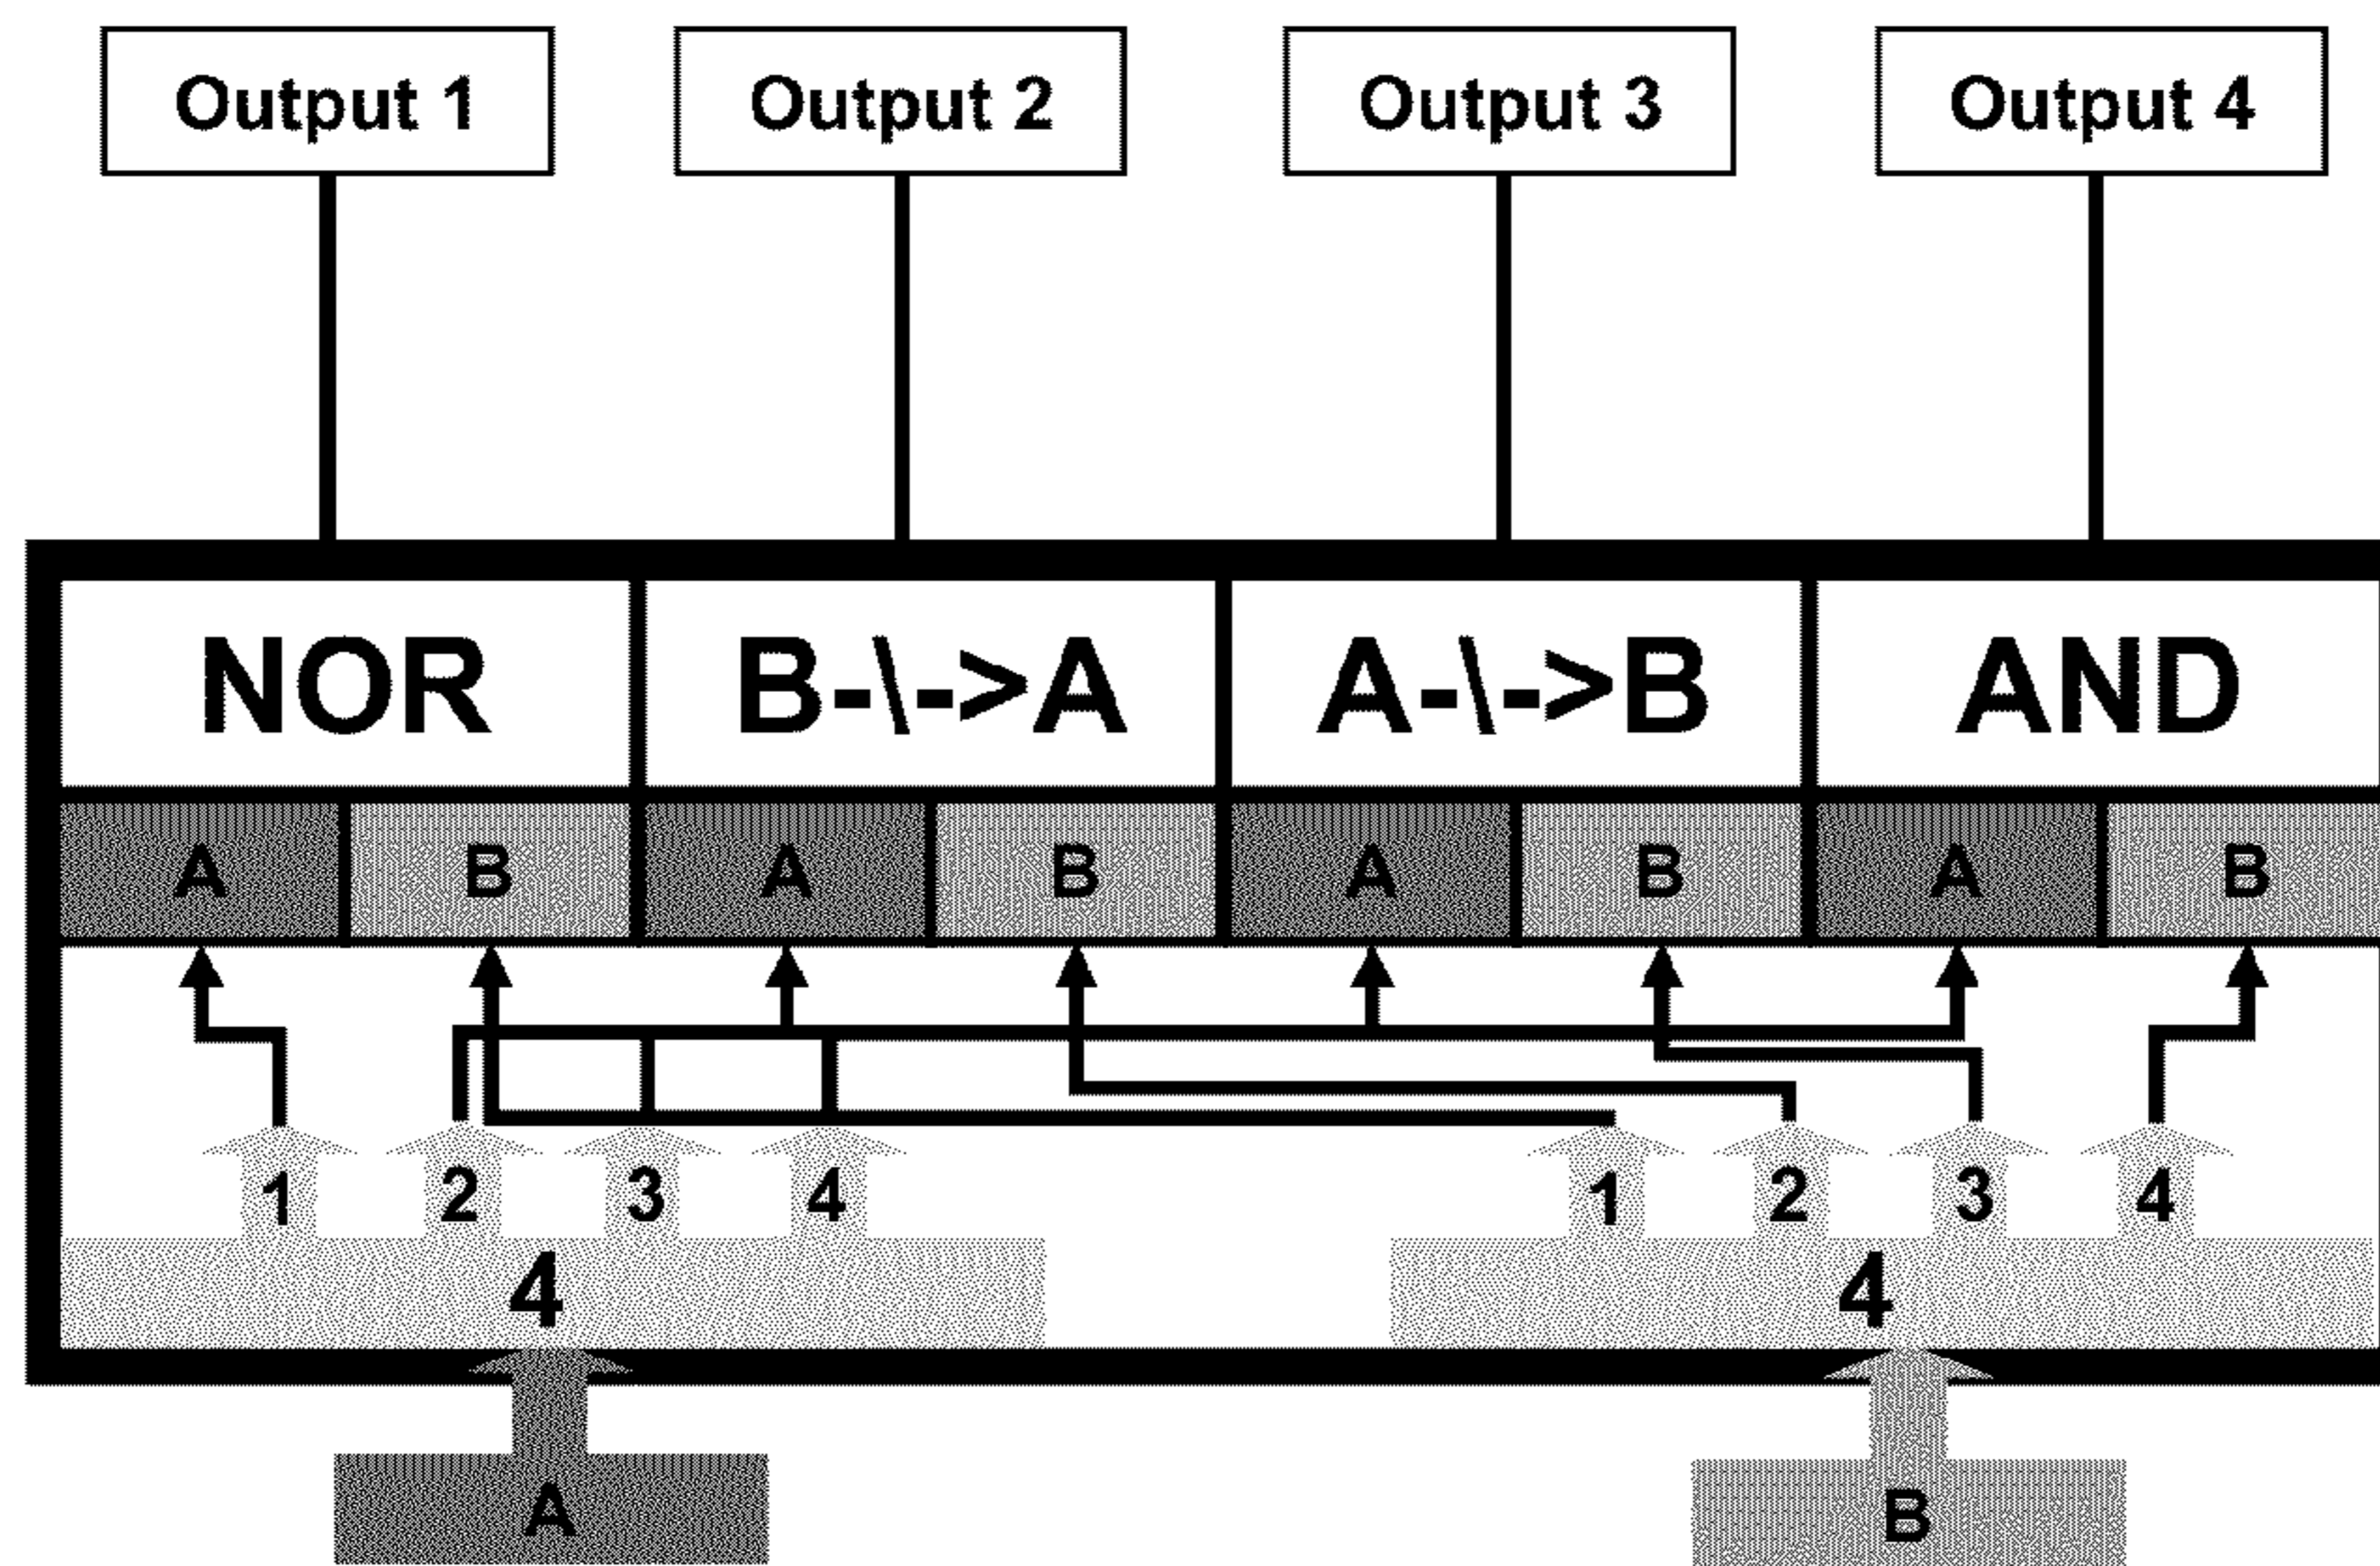 Output 1 Output 2 Output 3 Output 4
NOR B-\->A A-\->B AND
A B A B A B A B
1 2 3 4 1 2 3 4
4 4
A B